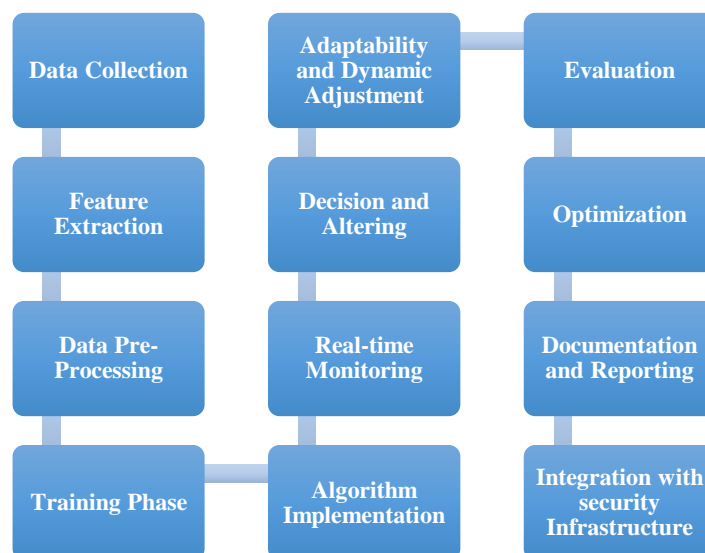 Data Collection
Feature
Extraction
Data Pre-
Processing
Training Phase
Algorithm
Implementation
Real-time
Monitoring
Decision and
Altering
Adaptability
and Dynamic
Adjustment
Evaluation
Optimization
Documentation
and Reporting
Integration with
security
Infrastructure